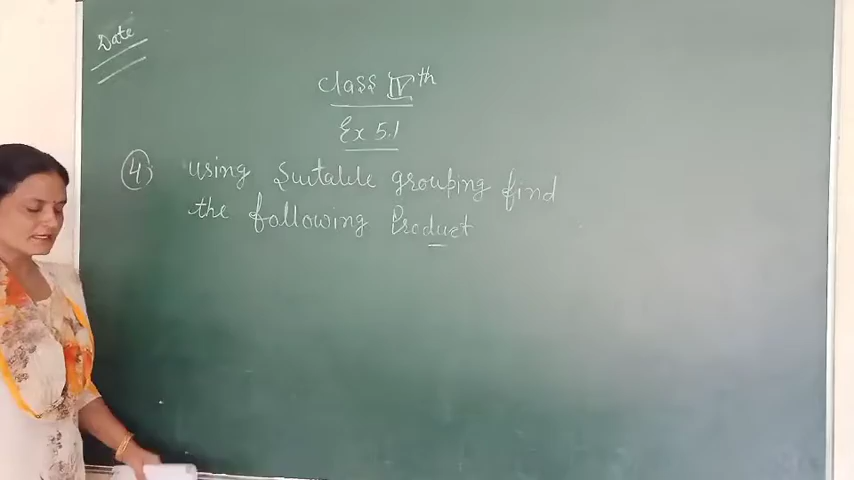 Date
Class IVth
Ex 5.1
4) using suitable grouping find
the following Product